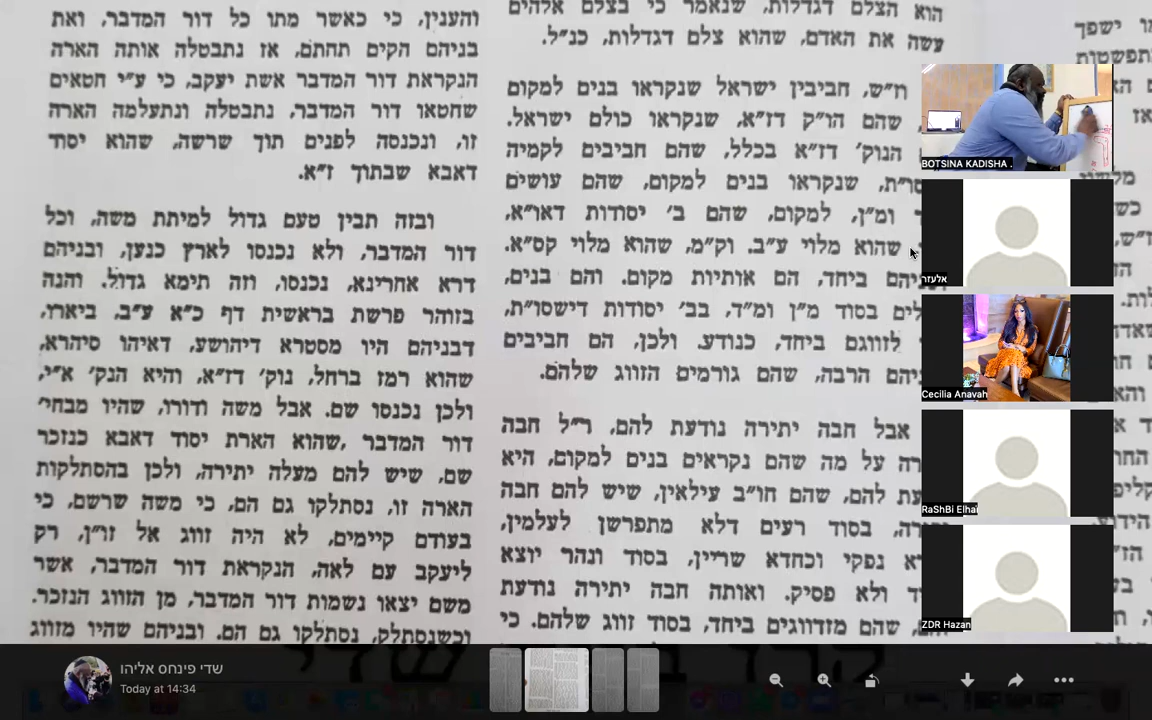 הוא הצלם דגדלות, שנאמר כי בצלם אלהים
עשה את האדם, שהוא צלם דגדלות, כנ״ל.
וז״ש, חביבין ישראל שנקראו בנים למקום
שהם הו״ק דז״א, שנקראו כולם ישראל.
הנוק׳ דז״א בכלל, שהם חביבים לקמיה
שנקראו בנים למקום, שהם עושים
ומ״ן, למקום, שהם ב׳ יסודות דאו״א,
שהוא מלוי ע״ב. וק״מ, שהוא מלוי קס״א.
ביחד, הם אותיות מקום. והם בנים,
בסוד מ״ן ומ״ד, בב׳ יסודות דישסו״ת,
לזווגם ביחד, כנודע. ולכן, הם חביבים
הרבה, שהם גורמים הזווג שלהם.
אבל חבה יתירה נודעת להם, ר״ל חבה
על מה שהם נקראים בנים למקום, היא
להם, שהם חו״ב עילאין, שיש להם חבה
בסוד רעים דלא מתפרשן לעלמין,
נפקי וכחדא שריין, בסוד ונהר יוצא
ולא פסיק. ואותה חבה יתירה נודעת
שהם מזדווגים ביחד, בסוד זווג שלהם. כי
והענין, כי כאשר מתו כל דור המדבר, ואת
בניהם הקים תחתם, אז נתבטלה אותה הארה
הנקראת דור המדבר אשת יעקב, כי ע״י חטאים
שחטאו דור המדבר, נתבטלה ונתעלמה הארה
זו, ונכנסה לפנים תוך שרשה, שהוא יסוד
דאבא שבתוך ז״א.
ובזה תבין טעם גדול למיתת משה, וכל
דור המדבר, ולא נכנסו לארץ כנען, ובניהם
דרא אחרינא, נכנסו, וזה תימא גדול. והנה
בזוהר פרשת בראשית דף כ״א ע״ב, ביארו,
דבניהם היו מסטרא דיהושע, דאיהו סיהרא,
שהוא רמז ברחל, נוק׳ דז״א, והיא הנק׳ א״י,
ולכן נכנסו שם. אבל משה ודורו, שהיו מבחי׳
דור המדבר, שהוא הארת יסוד דאבא כנזכר
שם, שיש להם מעלה יתירה, ולכן בהסתלקות
הארה זו, נסתלקו גם הם, כי משה שרשם, כי
בעודם קיימים, לא היה זווג אל זו״ן, רק
ליעקב עם לאה, הנקראת דור המדבר, אשר
משם יצאו נשמות דור המדבר, מן הזווג הנזכר.
וכשנסתלק, נסתלקו גם הם. ובניהם שהיו מזווג
BOTSINA KADISHA .
אלעזר
Cecilia Anavah
RaShBi Elhai
ZDR Hazan
שדי פינחס אליהו
Today at 14:34